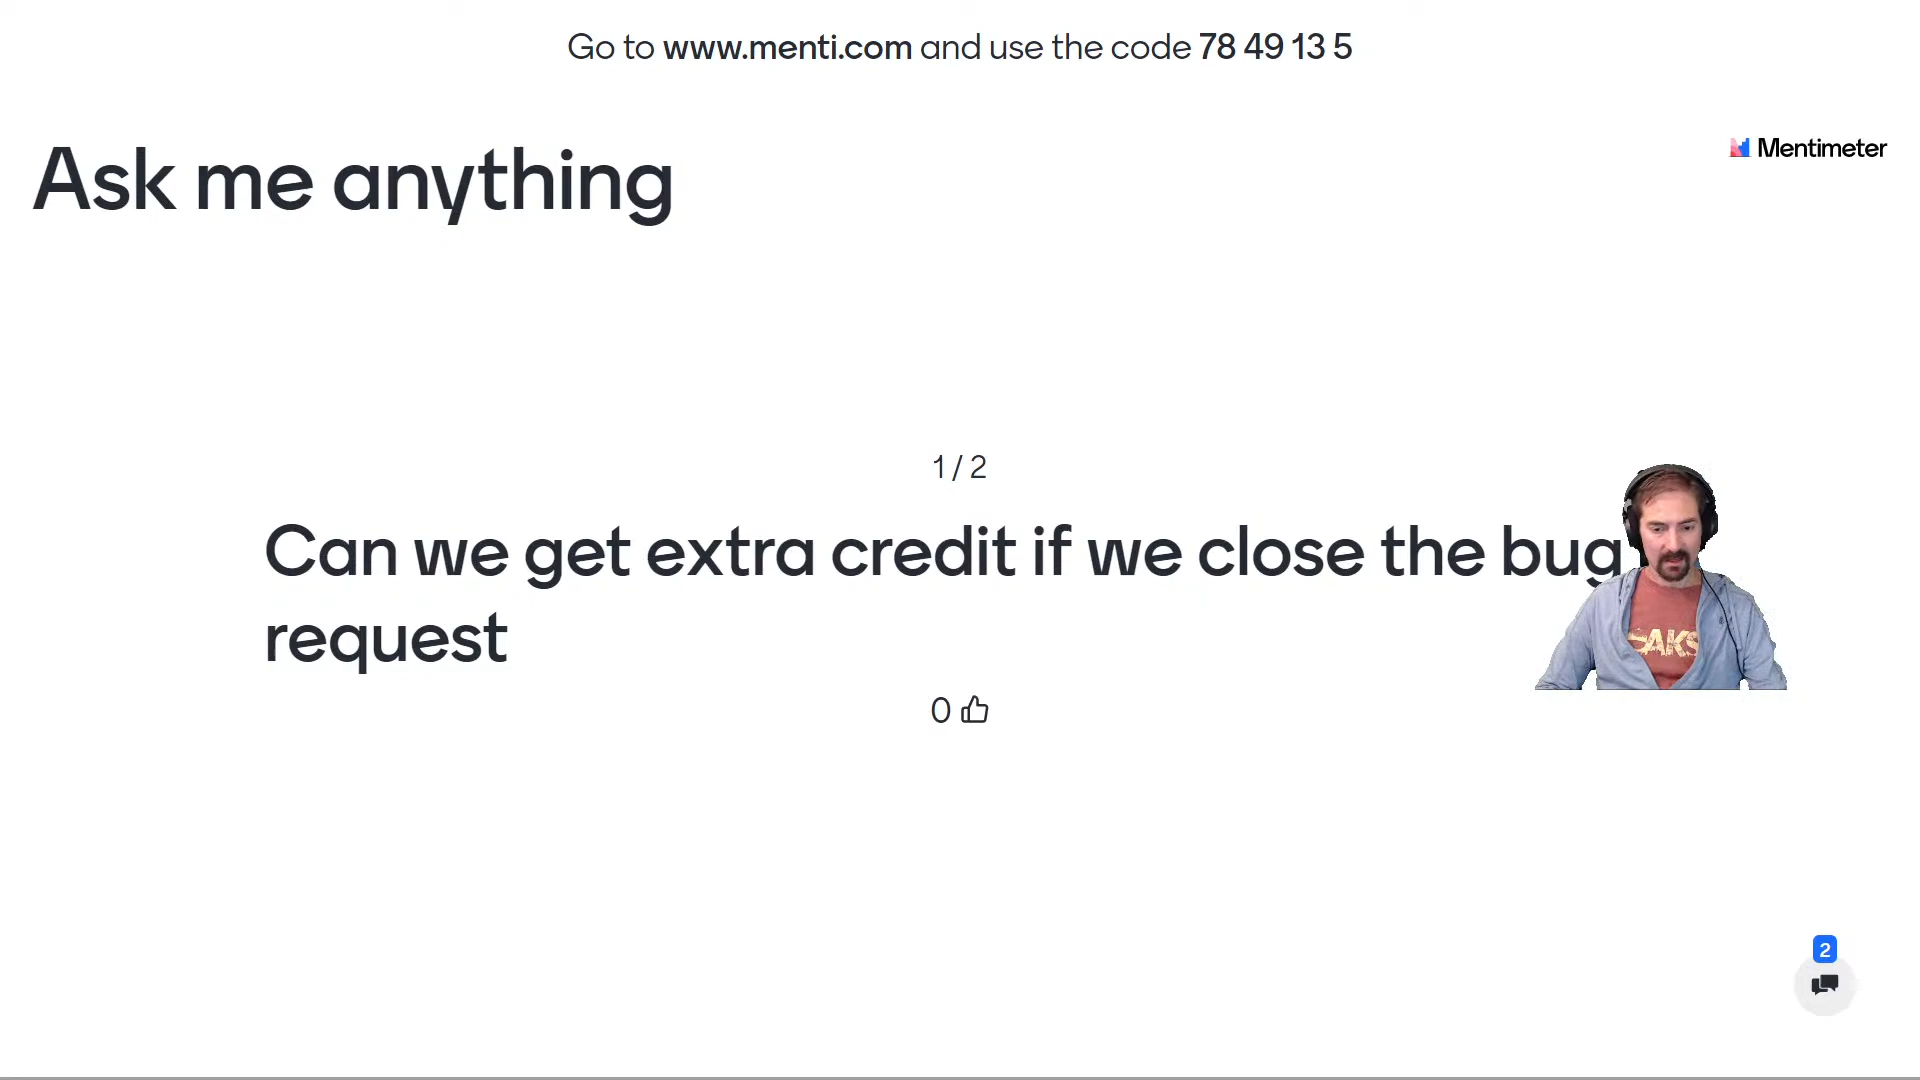 Go to www.menti.com and use the code 78 49 13 5
Ask me anything
Mentimeter
1 / 2
Can we get extra credit if we close the bug
request
0
AKS
2